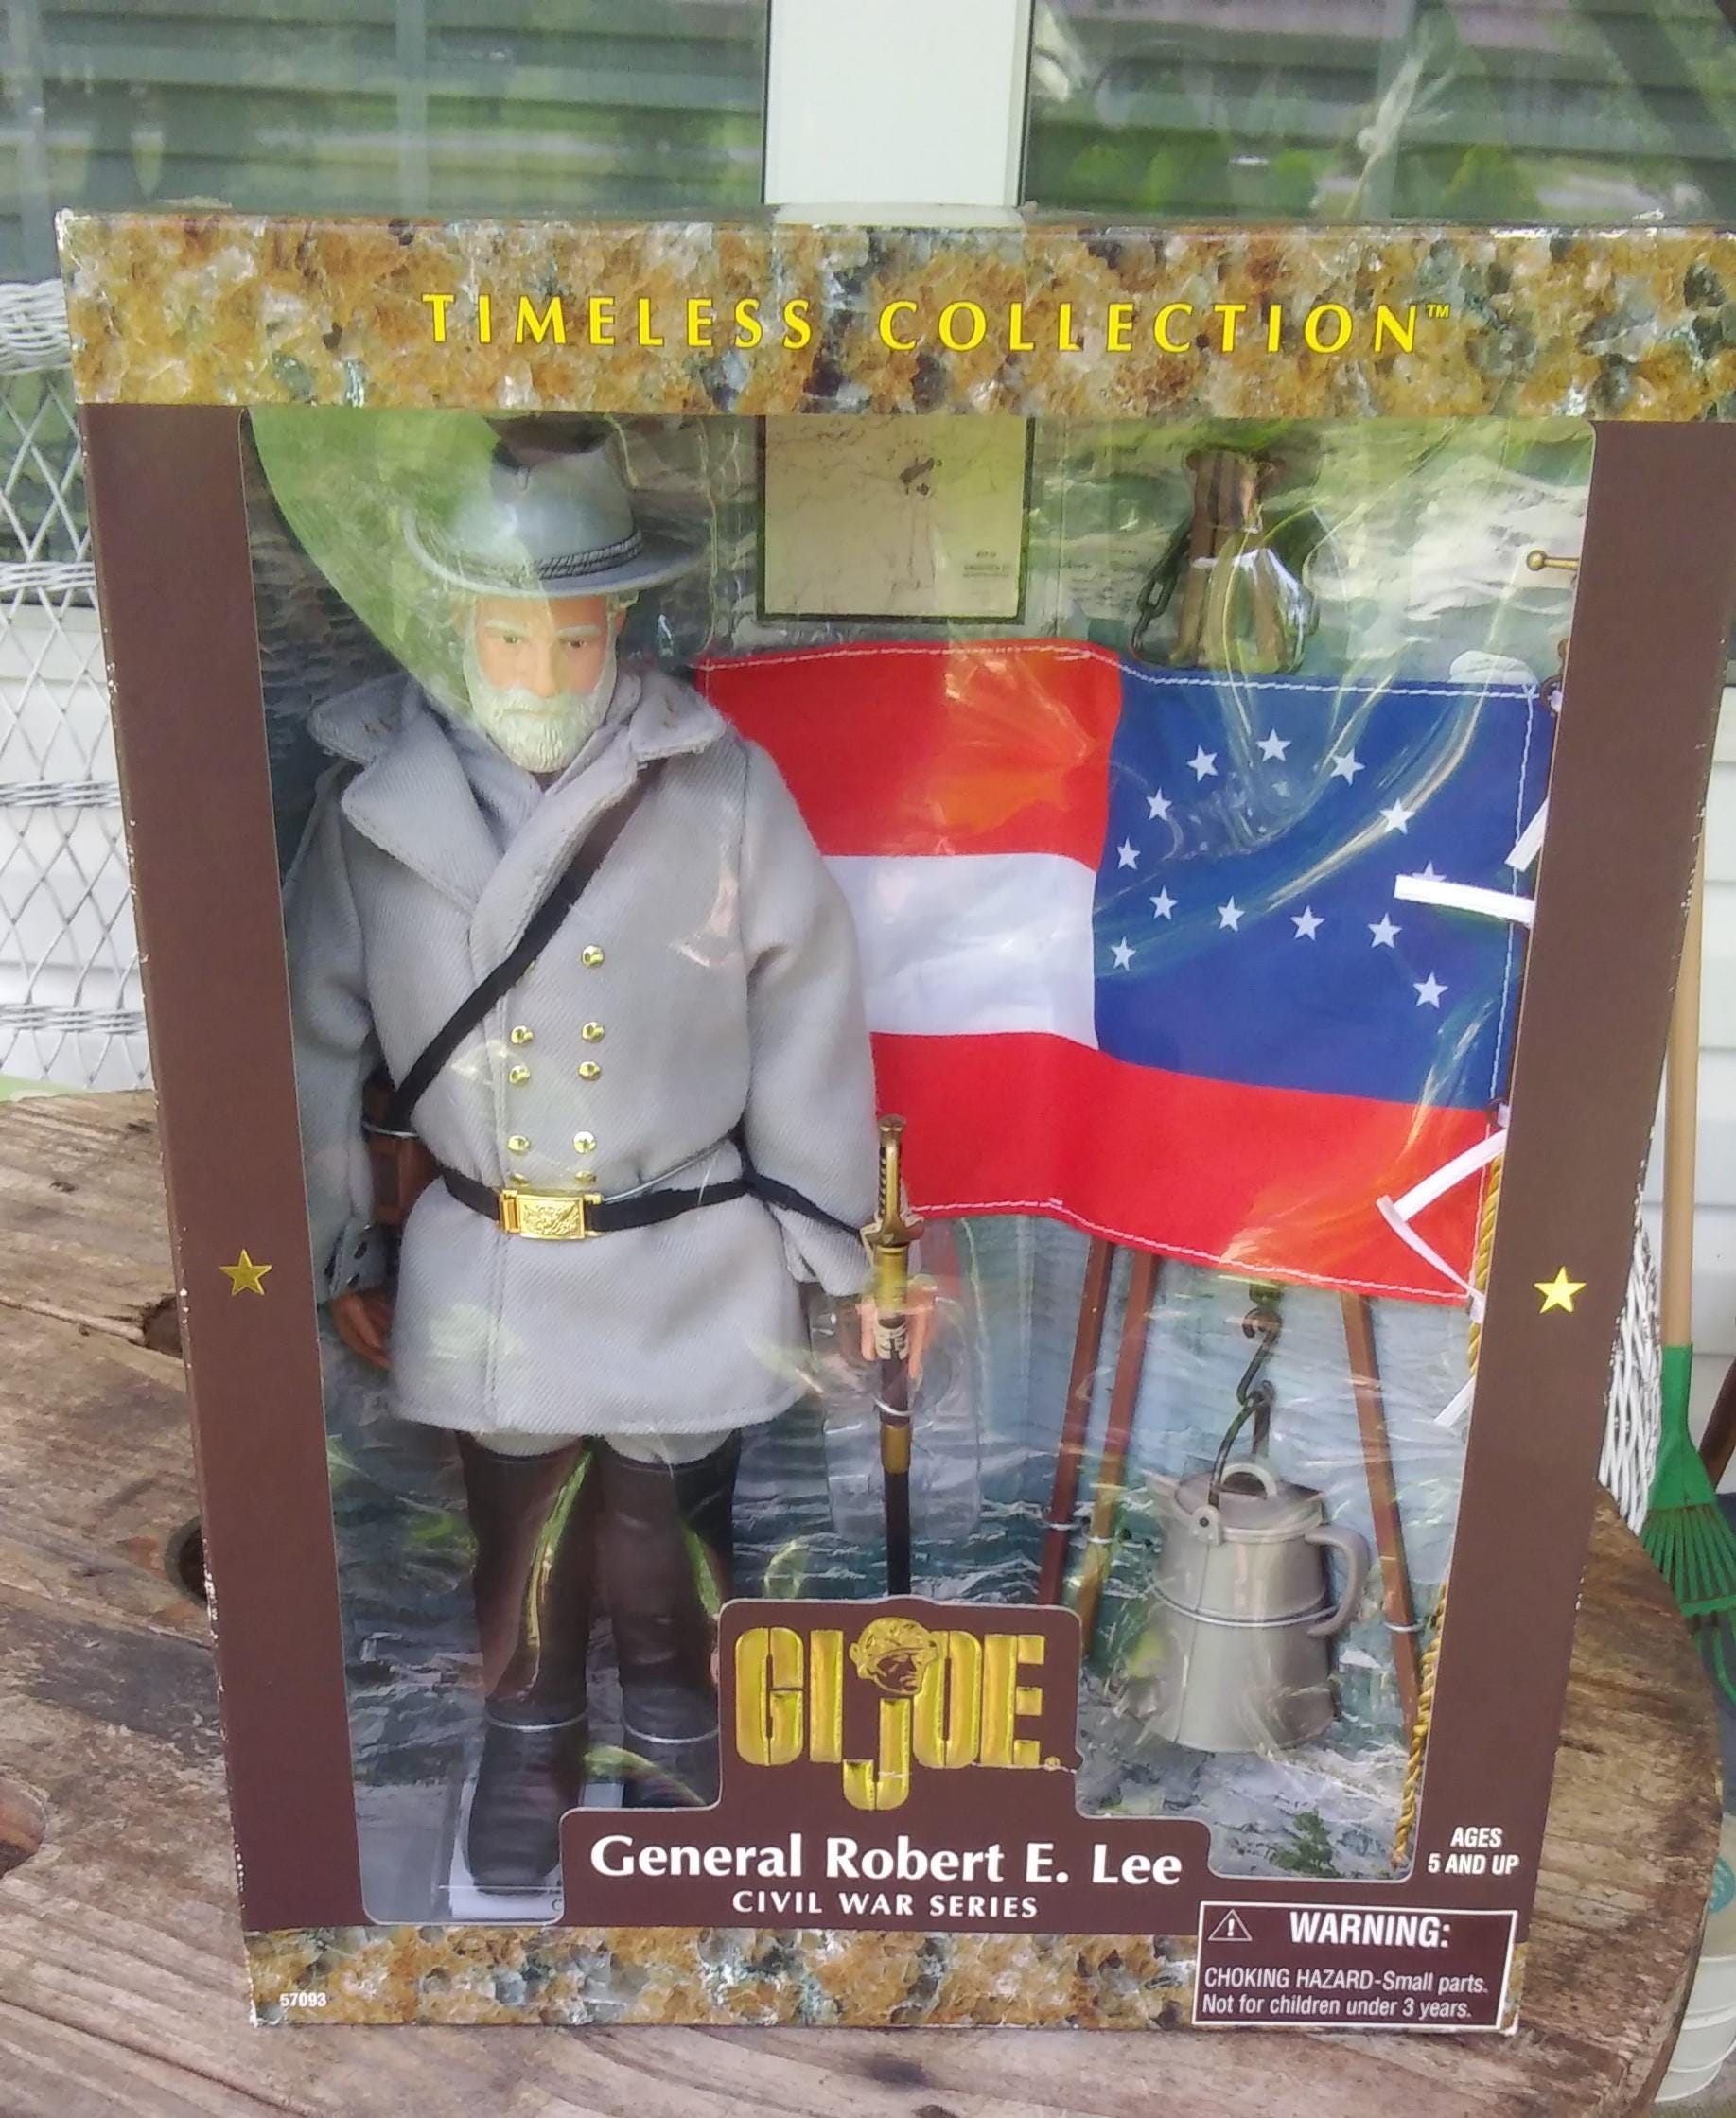 TIMELESS COLLECTION™
GI JOE
General Robert E. Lee
CIVIL WAR SERIES
AGES
5 AND UP
WARNING:
CHOKING HAZARD-Small parts.
Not for children under 3 years.
57093